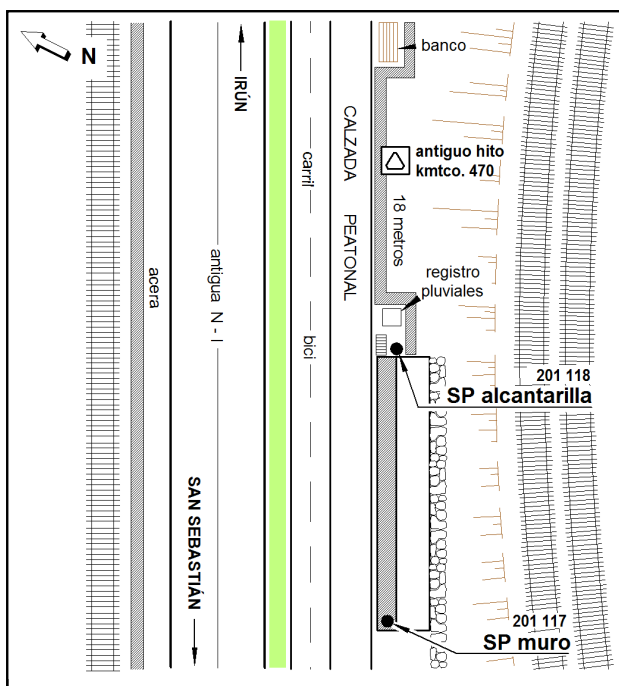 N
IRÚN
banco
antiguo hito
kmtco. 470
CALZADA PEATONAL
carril
18 metros
acera
antigua N - I
registro
pluviales
bici
201 118
SP alcantarilla
SAN SEBASTIÁN
201 117
SP muro